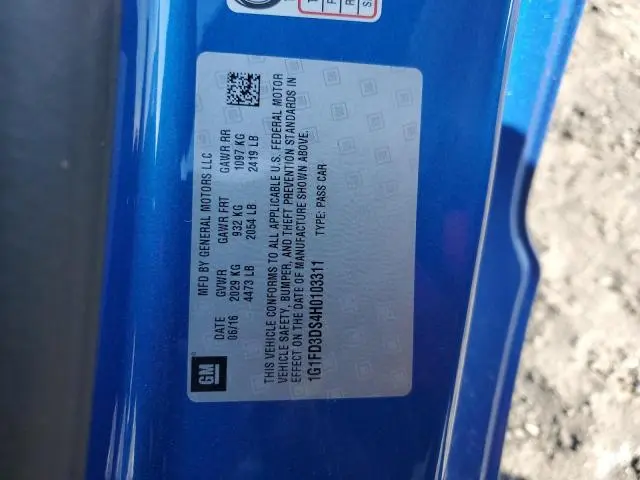 MFD BY GENERAL MOTORS LLC
DATE GVWR GAWR FRT GAWR RR
06/16 2029 KG 932 KG 1097 KG
4473 LB 2054 LB 2419 LB
THIS VEHICLE CONFORMS TO ALL APPLICABLE U.S. FEDERAL MOTOR
VEHICLE SAFETY, BUMPER, AND THEFT PREVENTION STANDARDS IN
EFFECT ON THE DATE OF MANUFACTURE SHOWN ABOVE.
1G1FD3DS4H0103311 TYPE: PASS CAR
GM